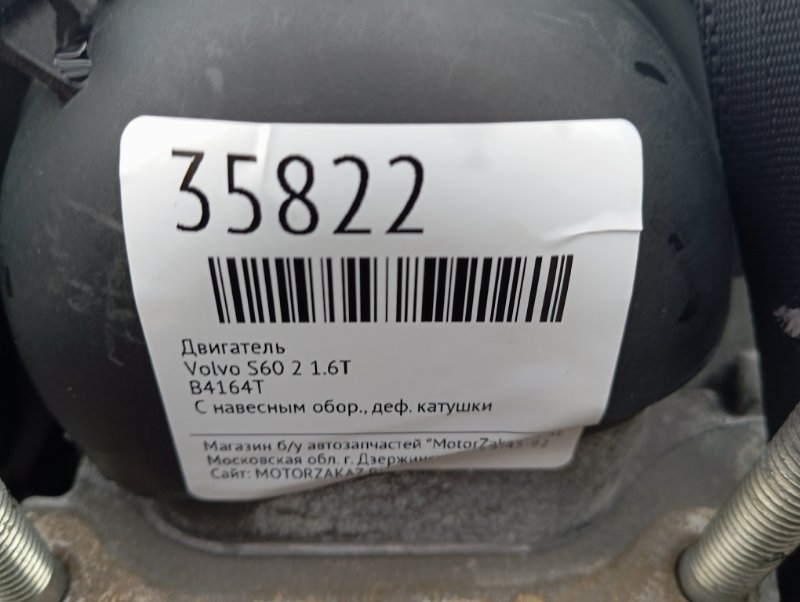 35822
Двигатель
Volvo S60 2 1.6T
B4164T
С навесным обор., деф. катушки
Магазин б/у автозапчастей "MotorZakaz-92"
Московская обл. г.
Сайт: MOTORZAKAZ